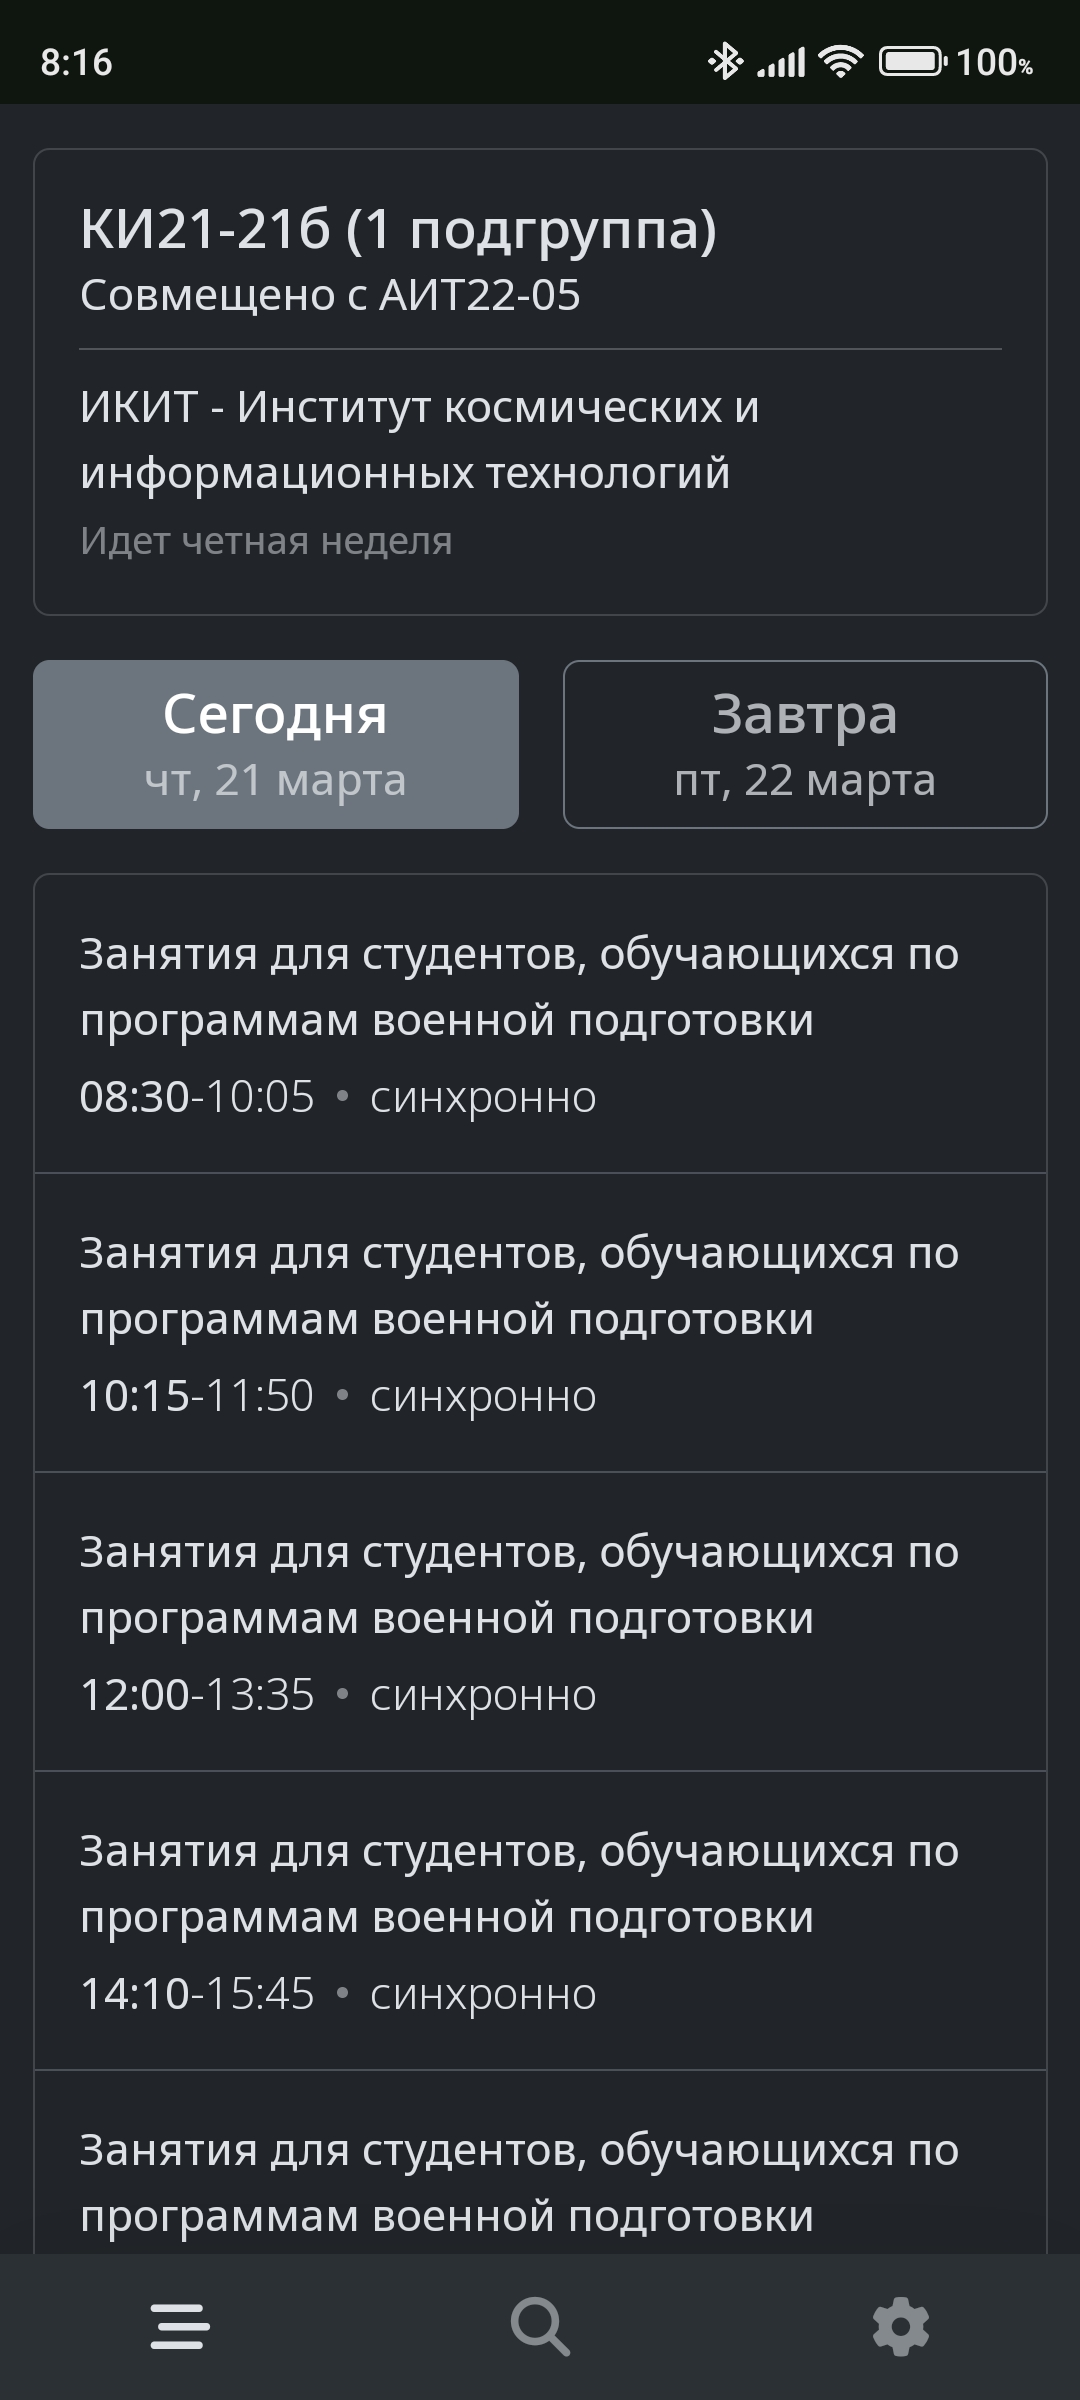 8:16
100%
КИ21-21б (1 подгруппа)
Совмещено с АИТ22-05
ИКИТ - Институт космических и
информационных технологий
Идет четная неделя
Сегодня
чт, 21 марта
Завтра
пт, 22 марта
Занятия для студентов, обучающихся по
программам военной подготовки
08:30-10:05 • синхронно
Занятия для студентов, обучающихся по
программам военной подготовки
10:15-11:50 • синхронно
Занятия для студентов, обучающихся по
программам военной подготовки
12:00-13:35 • синхронно
Занятия для студентов, обучающихся по
программам военной подготовки
14:10-15:45 • синхронно
Занятия для студентов, обучающихся по
программам военной подготовки